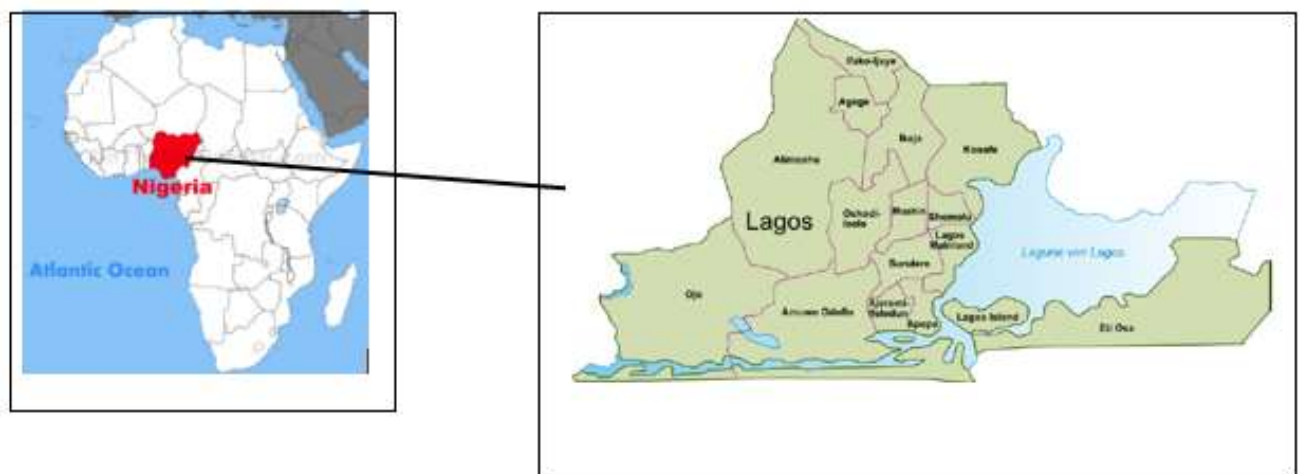 Nigeria
Atlantic Ocean
Ifako-Ijaye
Agege
Ikeja
Kosofe
Alimosho
Lagos
Oshodi-
Isolo
Mushin
Shomolu
Lagos
Mainland
Lagune von Lagos
Surulere
Ojo
Amuwo Odofin
Ajeromi-
Ifelodun
Apapa
Lagos Island
Eti Osa